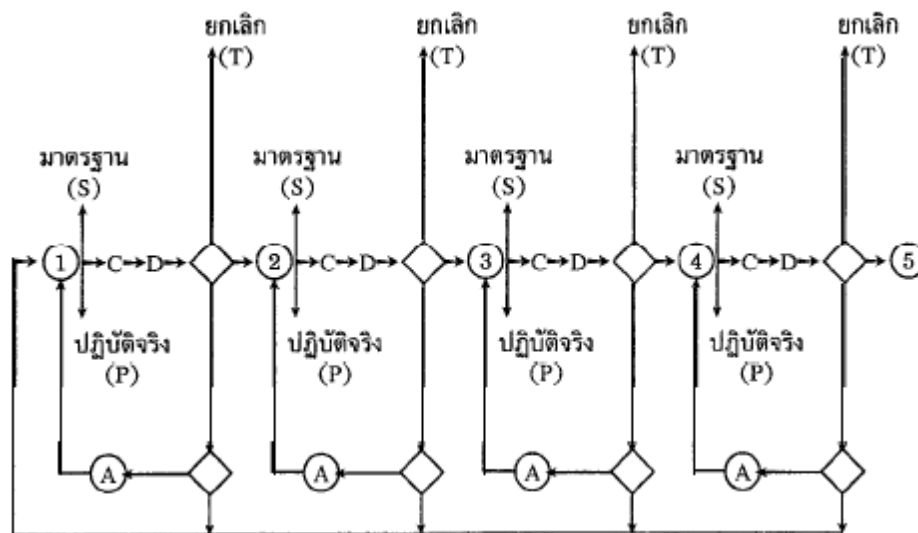 ยกเลิก ยกเลิก ยกเลิก ยกเลิก
(T) (T) (T) (T)
มาตรฐาน มาตรฐาน มาตรฐาน มาตรฐาน
(S) (S) (S) (S)
1 C D 2 C D 3 C D 4 C D 5
ปฏิบัติจริง ปฏิบัติจริง ปฏิบัติจริง ปฏิบัติจริง
(P) (P) (P) (P)
A A A A